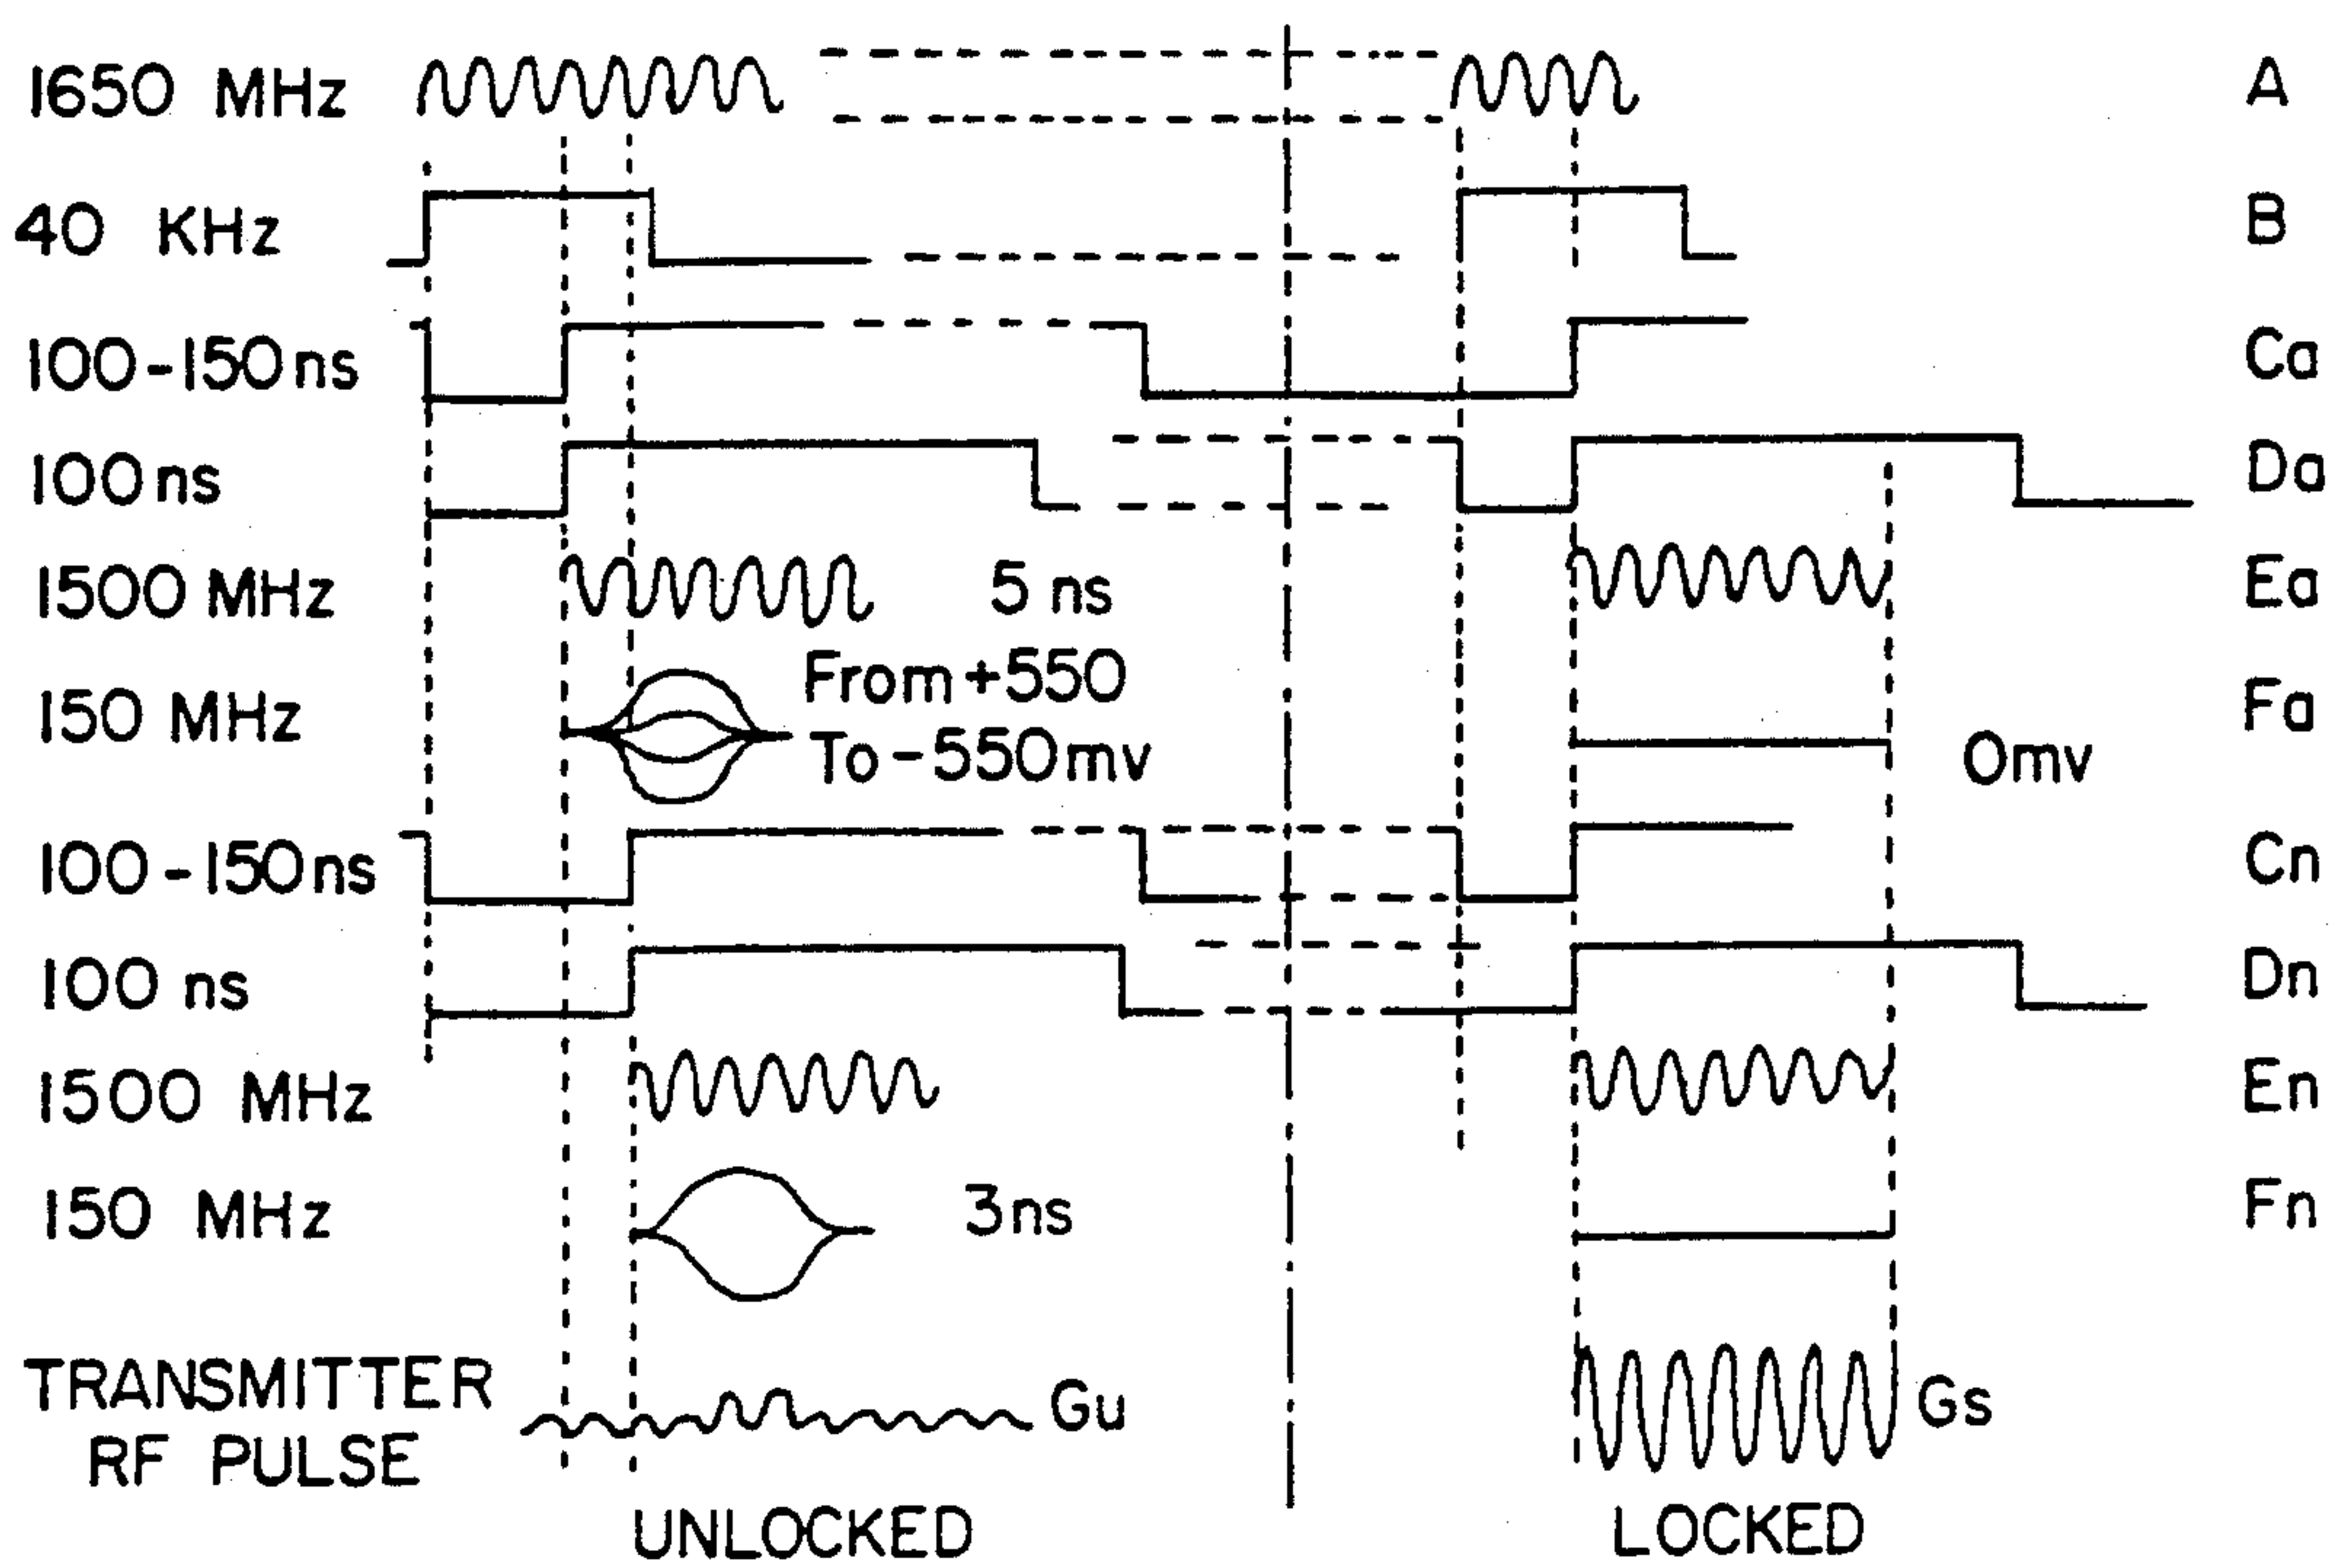 1650 MHz A
40 KHz B
100-150ns Ca
100ns Da
1500 MHz 5 ns Ea
150 MHz From +550 Fa
To -550mv 0mv
100-150ns Cn
100 ns Dn
1500 MHz En
150 MHz 3ns Fn
TRANSMITTER Gu Gs
RF PULSE
UNLOCKED LOCKED